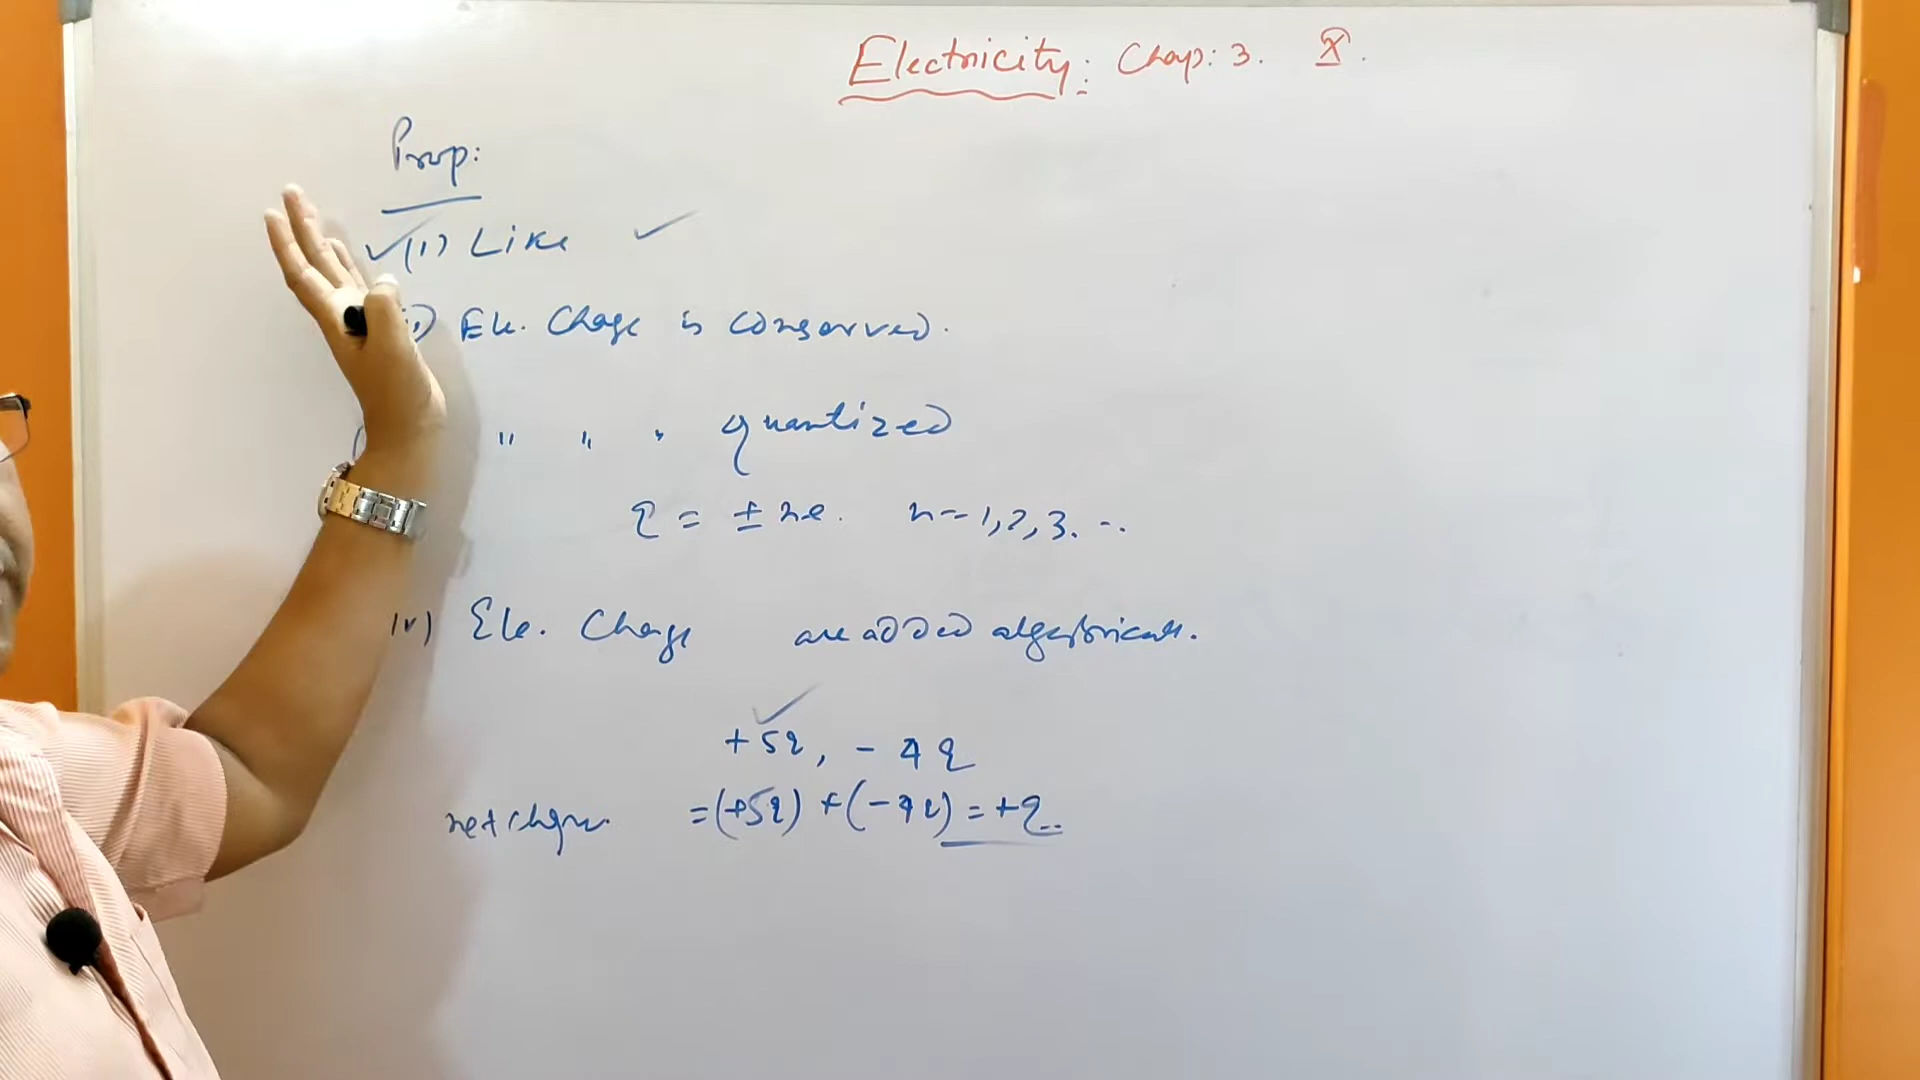 Electricity: Chap: 3. X.
Prop:
(i) Like
i) Ele. Charge is conserved.
" " " quantized
q = ± ne. n = 1, 2, 3. ..
iv) Ele. Charge are added algebrically.
+5q, - 4q
net charge = (+5q) + (-4q) = +q..